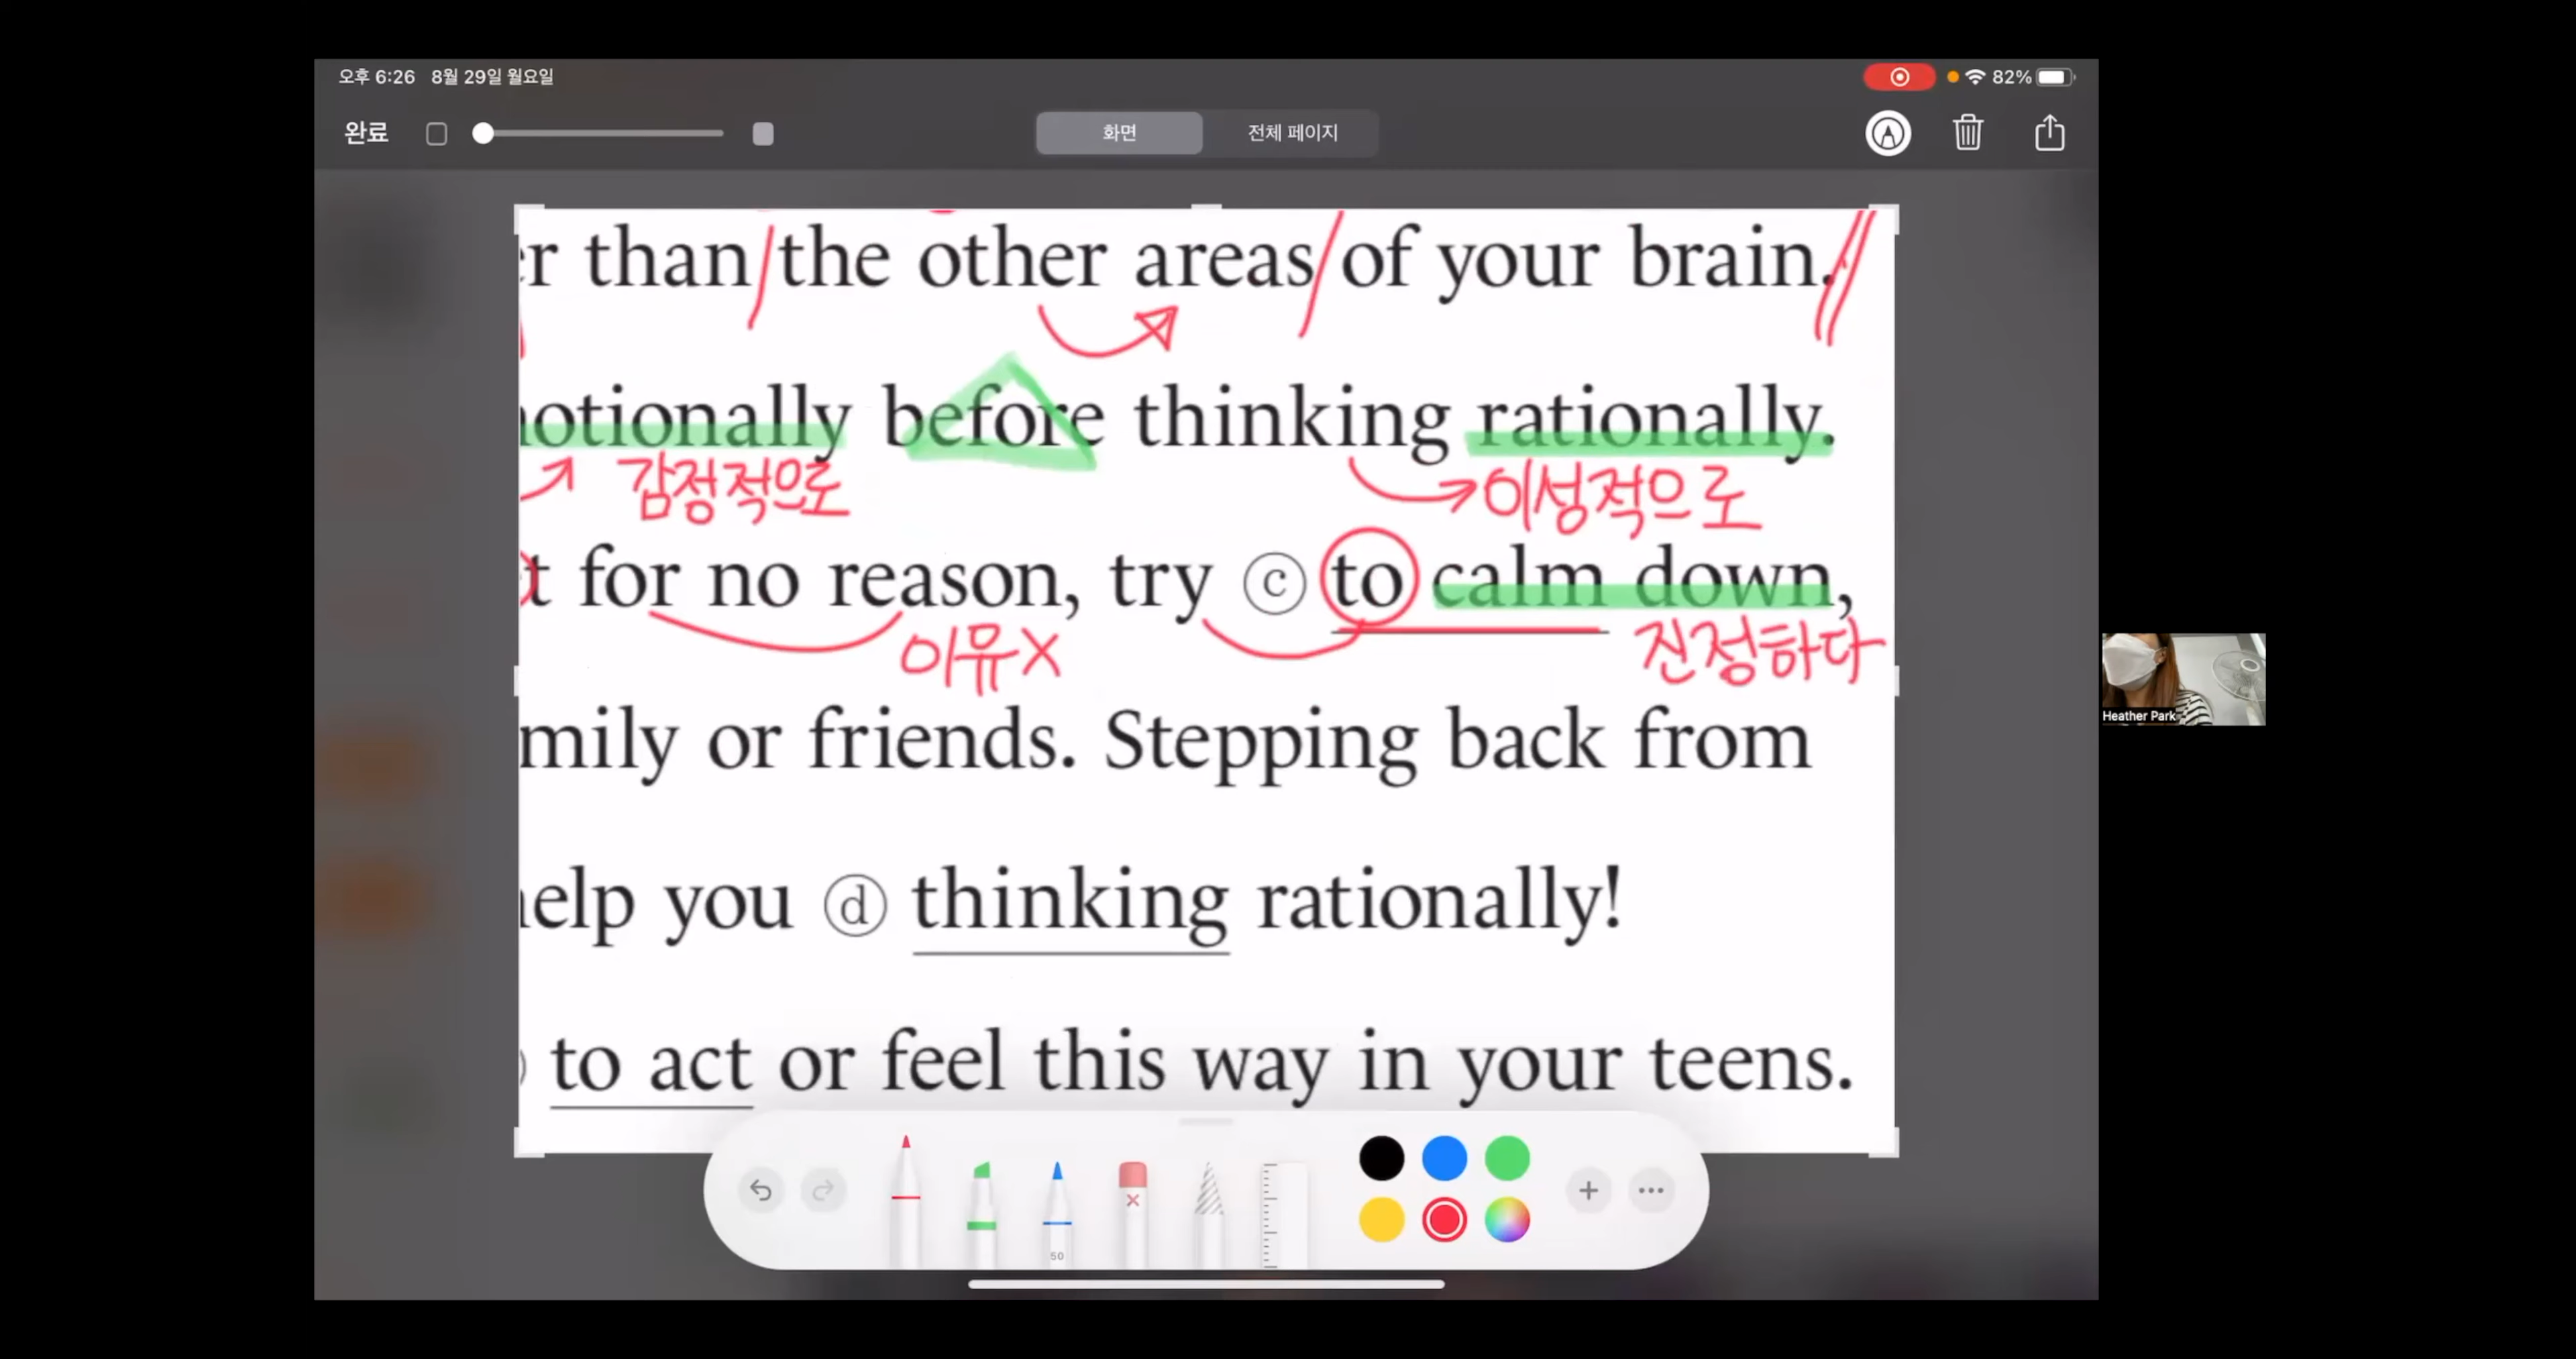 오후 6:26 8월 29일 월요일
82%
완료
화면
전체 페이지
er than the other areas of your brain.
otionally before thinking rationally.
감정적으로
이성적으로
t for no reason, try ⓒ to calm down,
이유X
진정하다
mily or friends. Stepping back from
Heather Park
elp you ⓓ thinking rationally!
to act or feel this way in your teens.
50